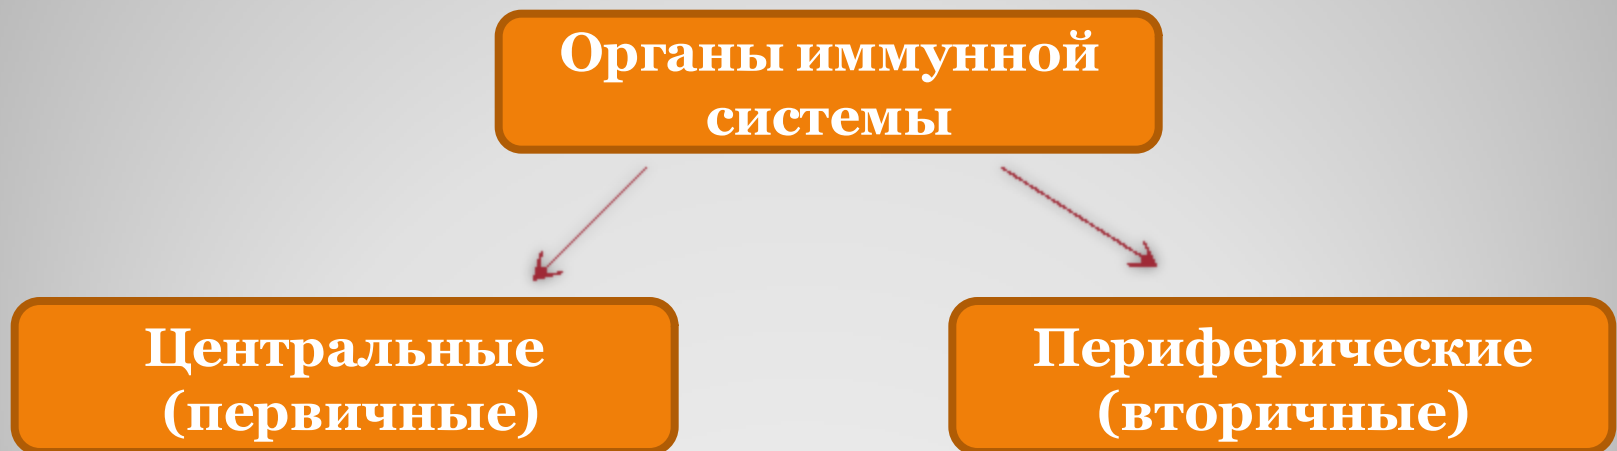 Органы иммунной
системы
Центральные
(первичные)
Периферические
(вторичные)